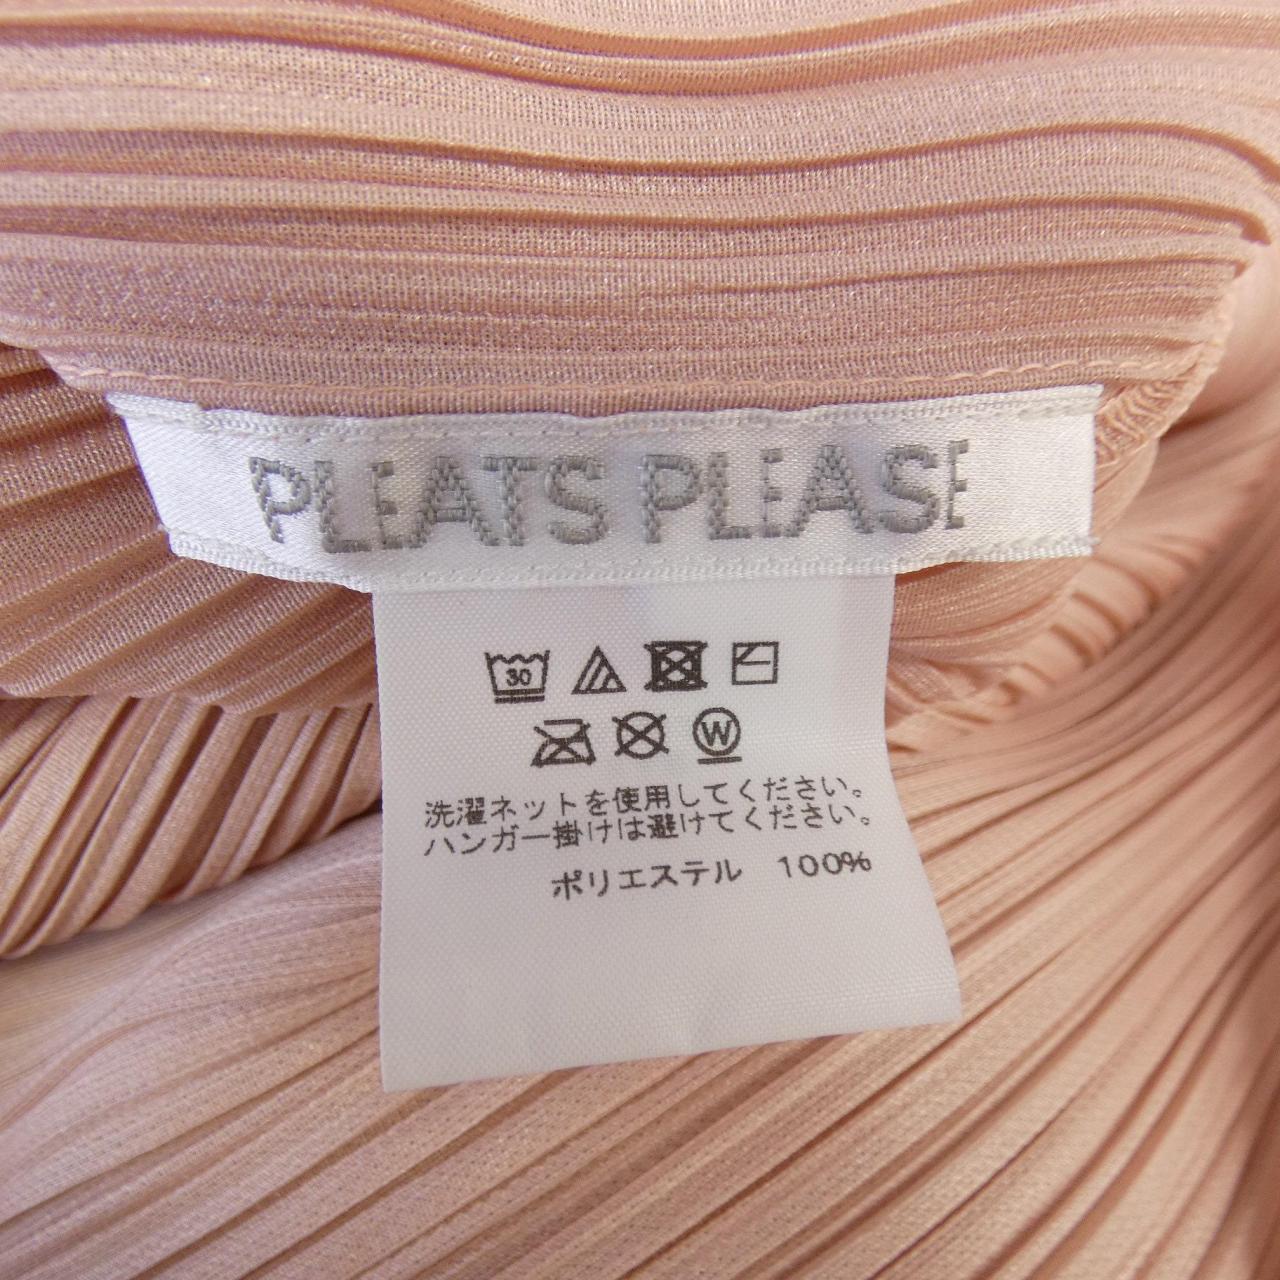 PLEATS PLEASE
30
W
洗濯ネットを使用してください。
ハンガー掛けは避けてください。
ポリエステル 100%